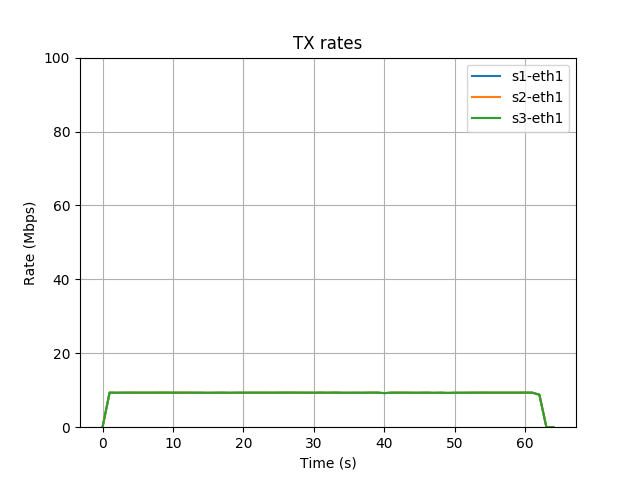 TX rates
100
80
60
40
20
0
Rate (Mbps)
s1-eth1
s2-eth1
s3-eth1
0 10 20 30 40 50 60
Time (s)